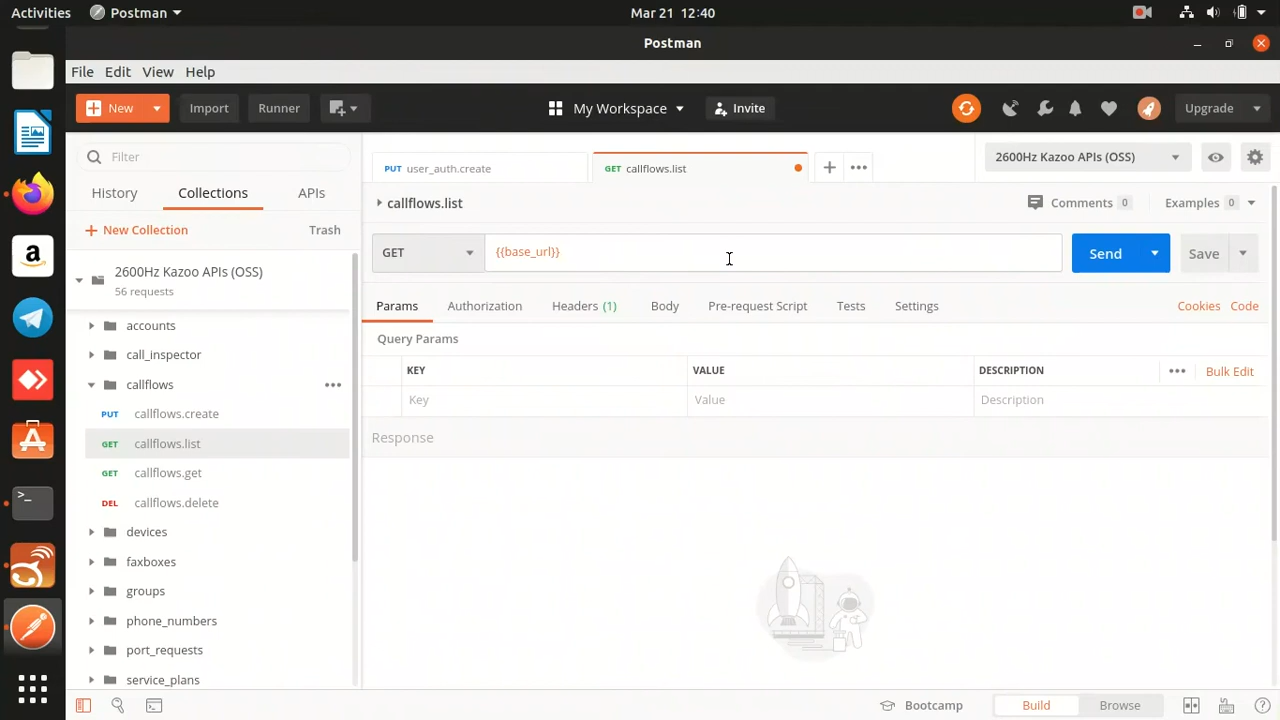 Activities
Postman
Mar 21 12:40
Postman
File Edit View Help
New
Import
Runner
My Workspace
Invite
Upgrade
Filter
History
Collections
APIs
New Collection
Trash
2600Hz Kazoo APIs (OSS)
56 requests
accounts
call_inspector
callflows
PUT callflows.create
GET callflows.list
GET callflows.get
DEL callflows.delete
devices
faxboxes
groups
phone_numbers
port_requests
service_plans
PUT user_auth.create
GET callflows.list
2600Hz Kazoo APIs (OSS)
callflows.list
Comments 0
Examples 0
GET
{{base_url}}
Send
Save
Params
Authorization
Headers (1)
Body
Pre-request Script
Tests
Settings
Cookies
Code
Query Params
KEY
VALUE
DESCRIPTION
Bulk Edit
Key
Value
Description
Response
Bootcamp
Build
Browse